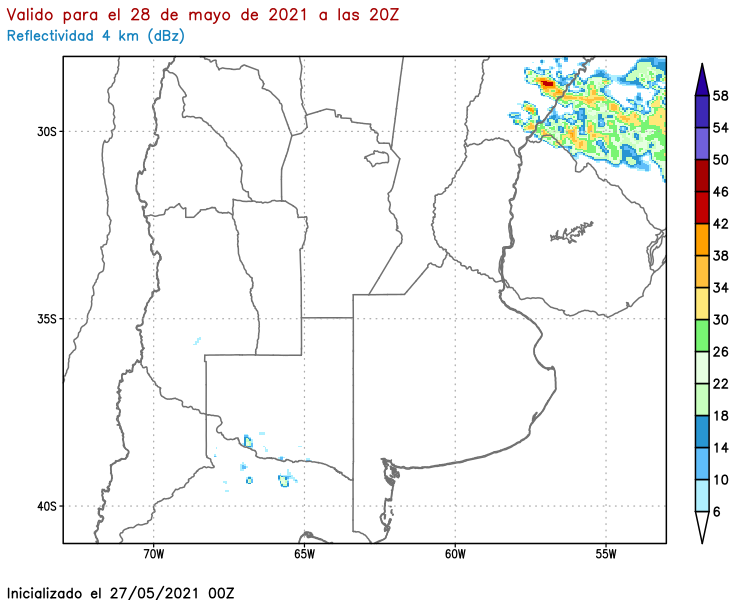 Valido para el 28 de mayo de 2021 a las 20Z
Reflectividad 4 km (dBz)
58
54
50
46
42
38
34
30
26
22
18
14
10
6
30S
35S
40S
70W 65W 60W 55W
Inicializado el 27/05/2021 00Z